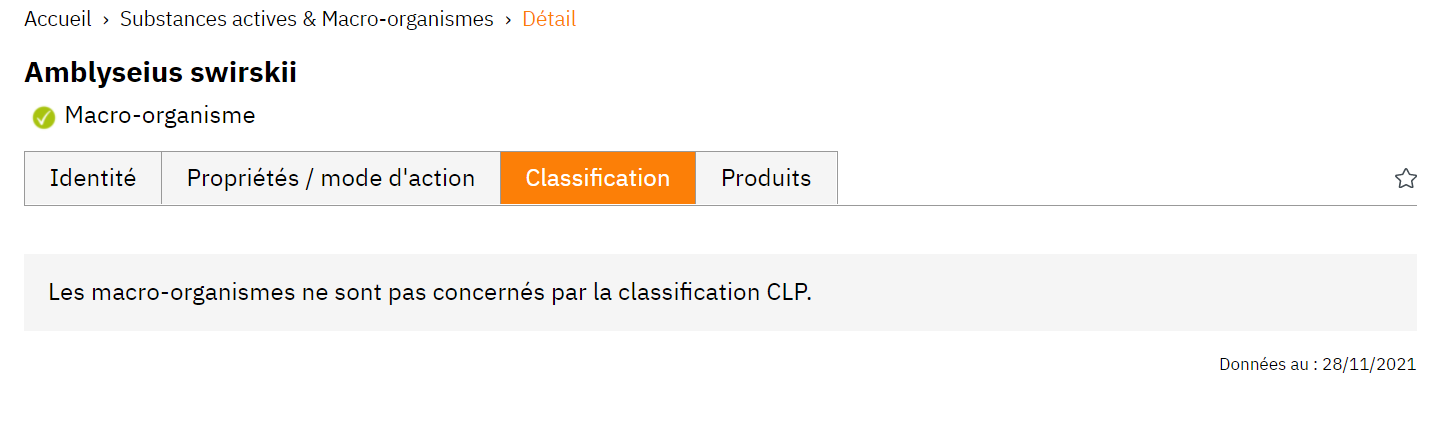 Accueil › Substances actives & Macro-organismes › Détail
Amblyseius swirskii
Macro-organisme
Identité Propriétés / mode d'action Classification Produits
Les macro-organismes ne sont pas concernés par la classification CLP.
Données au : 28/11/2021